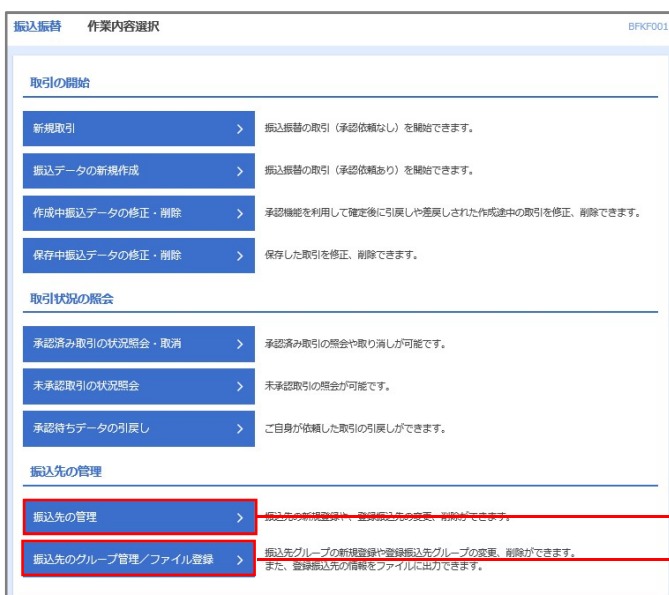 振込振替 作業内容選択 BFKF001
取引の開始
新規取引 振込振替の取引（承認依頼なし）を開始できます。
振込データの新規作成 振込振替の取引（承認依頼あり）を開始できます。
作成中振込データの修正・削除 承認機能を利用して確定後に引戻しや差戻しされた作成途中の取引を修正、削除できます。
保存中振込データの修正・削除 保存した取引を修正、削除できます。
取引状況の照会
承認済み取引の状況照会・取消 承認済み取引の照会や取り消しが可能です。
未承認取引の状況照会 未承認取引の照会が可能です。
承認待ちデータの引戻し ご自身が依頼した取引の引戻しができます。
振込先の管理
振込先の管理 振込先の新規登録や、登録振込先の変更、削除ができます。
振込先のグループ管理／ファイル登録 振込先グループの新規登録や登録振込先グループの変更、削除ができます。
また、登録振込先の情報をファイルに出力できます。